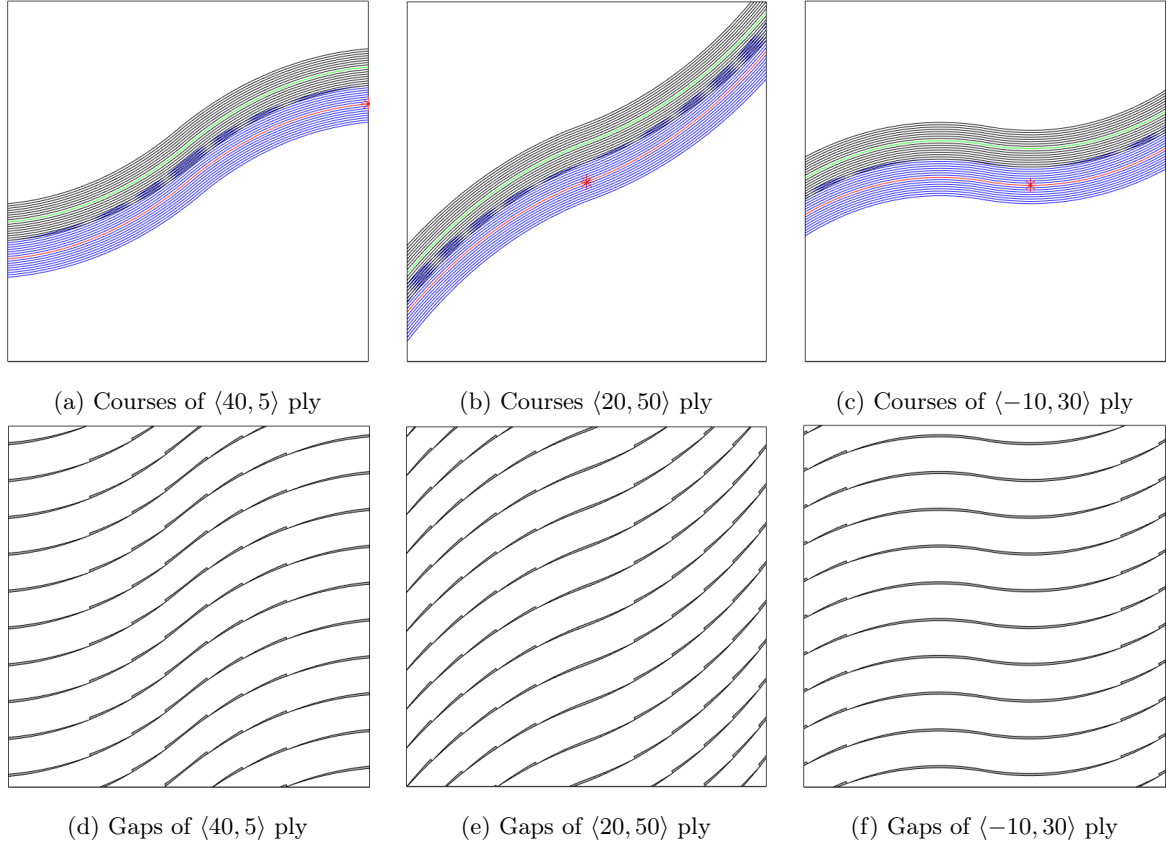 (a) Courses of ⟨40, 5⟩ ply
(b) Courses ⟨20, 50⟩ ply
(c) Courses of ⟨−10, 30⟩ ply
(d) Gaps of ⟨40, 5⟩ ply
(e) Gaps of ⟨20, 50⟩ ply
(f) Gaps of ⟨−10, 30⟩ ply